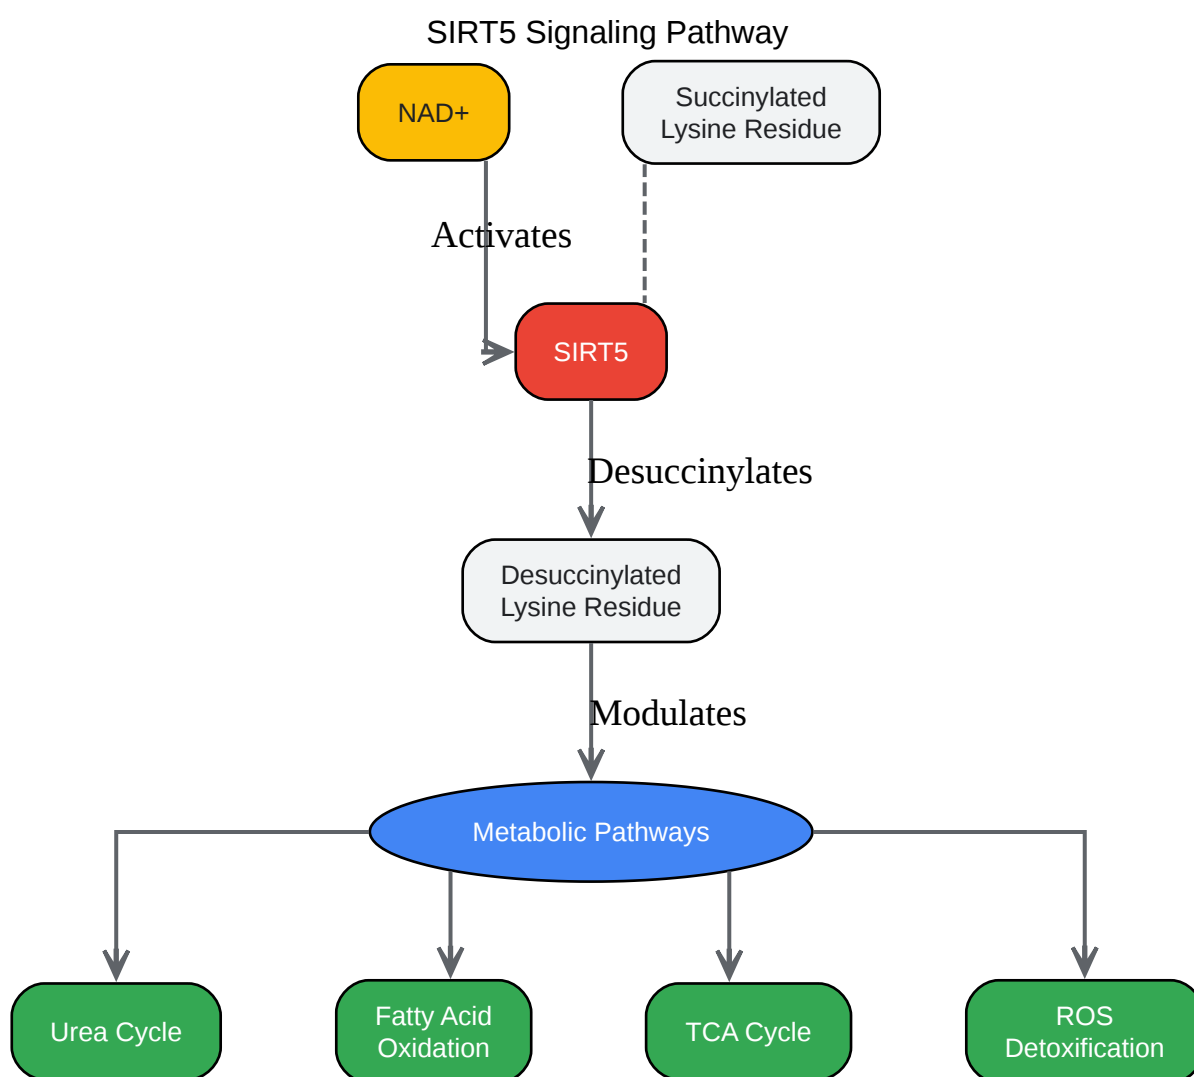 SIRT5 Signaling Pathway
NAD+
Succinylated
Lysine Residue
Activates
SIRT5
Desuccinylates
Desuccinylated
Lysine Residue
Modulates
Metabolic Pathways
Urea Cycle
Fatty Acid
Oxidation
TCA Cycle
ROS
Detoxification